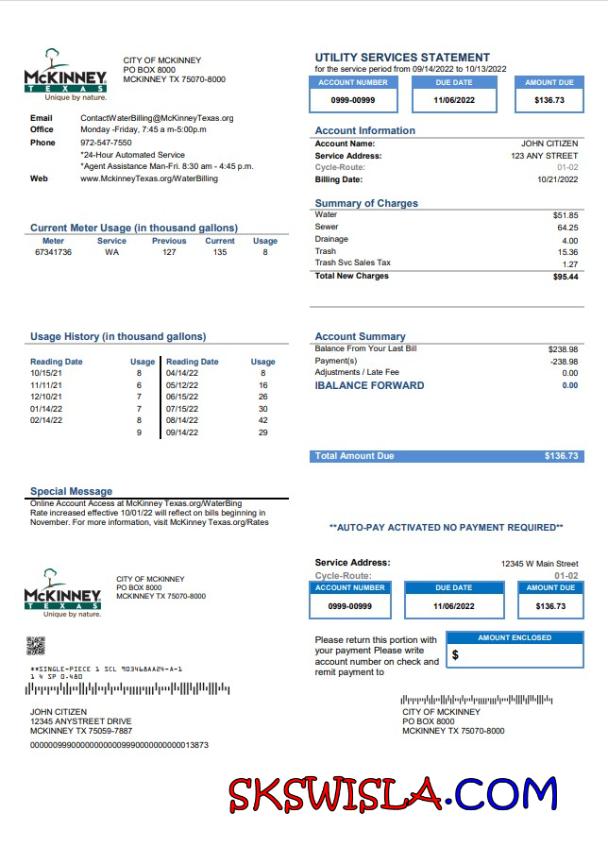 McKINNEY
TEXAS
Unique by nature.
CITY OF MCKINNEY
PO BOX 8000
MCKINNEY TX 75070-8000
Email ContactWaterBilling@McKinneyTexas.org
Office Monday -Friday, 7:45 a m-5:00p.m
Phone 972-547-7550
*24-Hour Automated Service
*Agent Assistance Man-Fri. 8:30 am - 4:45 p.m.
Web www.MckinneyTexas.org/WaterBilling
UTILITY SERVICES STATEMENT
for the service period from 09/14/2022 to 10/13/2022
ACCOUNT NUMBER DUE DATE AMOUNT DUE
0999-00999 11/06/2022 $136.73
Account Information
Account Name: JOHN CITIZEN
Service Address: 123 ANY STREET
Cycle-Route: 01-02
Billing Date: 10/21/2022
Summary of Charges
Water $51.85
Sewer 64.25
Drainage 4.00
Trash 15.36
Trash Svc Sales Tax 1.27
Total New Charges $95.44
Current Meter Usage (in thousand gallons)
Meter Service Previous Current Usage
67341736 WA 127 135 8
Usage History (in thousand gallons)
Reading Date Usage Reading Date Usage
10/15/21 8 04/14/22 8
11/11/21 6 05/12/22 16
12/10/21 7 06/15/22 26
01/14/22 7 07/15/22 30
02/14/22 8 08/14/22 42
9 09/14/22 29
Account Summary
Balance From Your Last Bill $238.98
Payment(s) -238.98
Adjustments / Late Fee 0.00
IBALANCE FORWARD 0.00
Total Amount Due $136.73
Special Message
Online Account Access at McKinney Texas.org/WaterBing
Rate increased effective 10/01/22 will reflect on bills beginning in
November. For more information, visit McKinney Texas.org/Rates
**AUTO-PAY ACTIVATED NO PAYMENT REQUIRED**
McKINNEY
TEXAS
Unique by nature.
CITY OF MCKINNEY
PO BOX 8000
MCKINNEY TX 75070-8000
Service Address: 12345 W Main Street
Cycle-Route: 01-02
ACCOUNT NUMBER DUE DATE AMOUNT DUE
0999-00999 11/06/2022 $136.73
Please return this portion with
your payment Please write
account number on check and
remit payment to
AMOUNT ENCLOSED
$
**SINGLE-PIECE 1 SCL 903468AA24-A-1
1 4 SP 0.480
JOHN CITIZEN
12345 ANYSTREET DRIVE
MCKINNEY TX 75059-7887
CITY OF MCKINNEY
PO BOX 8000
MCKINNEY TX 75070-8000
SKSWISLA.COM